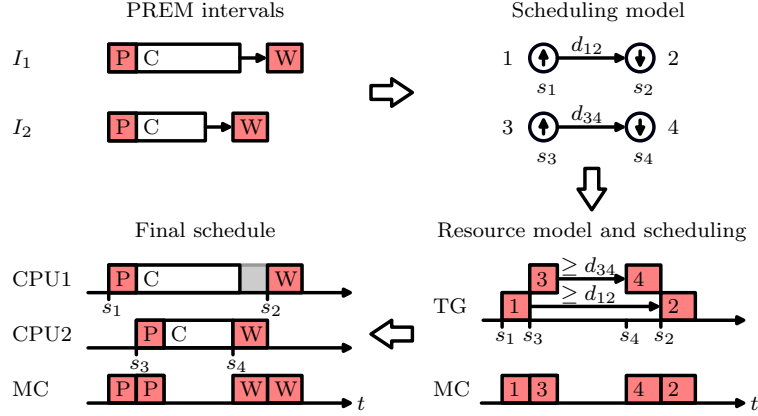 PREM intervals
I₁ P C W
I₂ P C W
Scheduling model
1 d₁₂ 2
s₁ s₂
3 d₃₄ 4
s₃ s₄
Final schedule
CPU1 P C W
s₁ s₂
CPU2 P C W
s₃ s₄
MC P P W W t
Resource model and scheduling
3 ≥ d₃₄ 4
TG 1 ≥ d₁₂ 2
s₁ s₃ s₄ s₂
MC 1 3 4 2 t